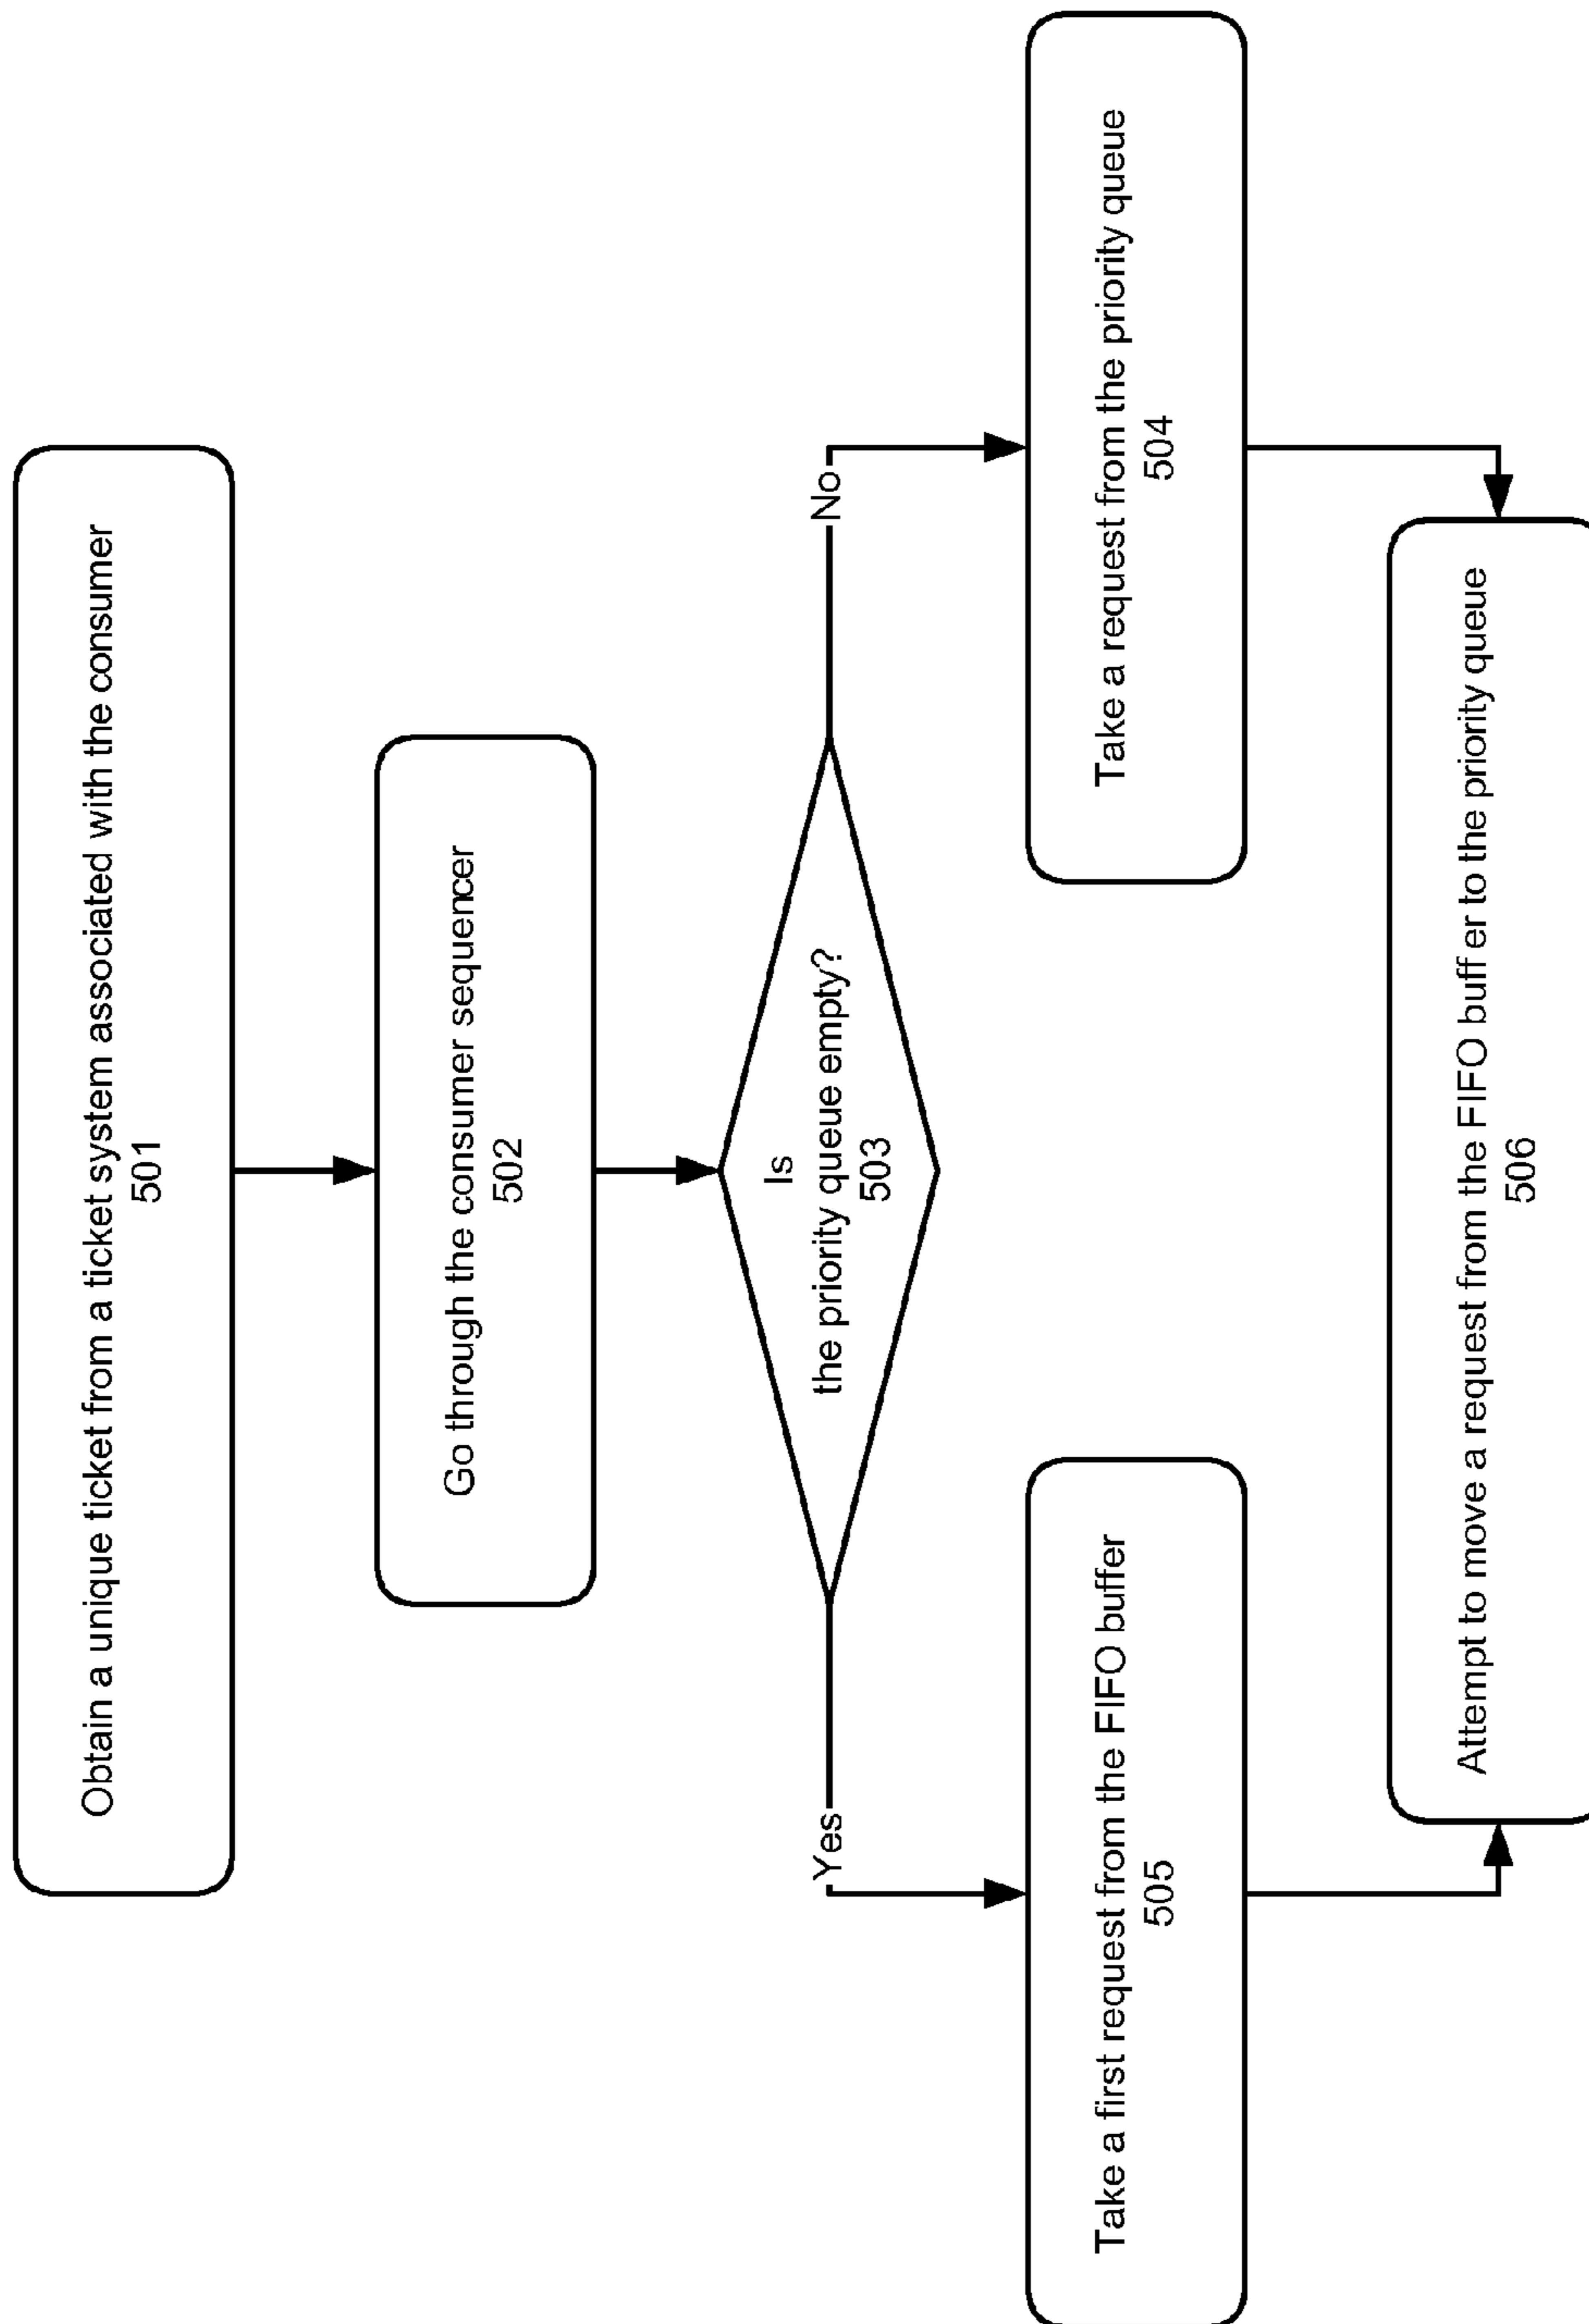 Obtain a unique ticket from a ticket system associated with the consumer
501
Go through the consumer sequencer
502
Is
the priority queue empty?
503
Yes
No
Take a first request from the FIFO buffer
505
Take a request from the priority queue
504
Attempt to move a request from the FIFO buffer to the priority queue
506